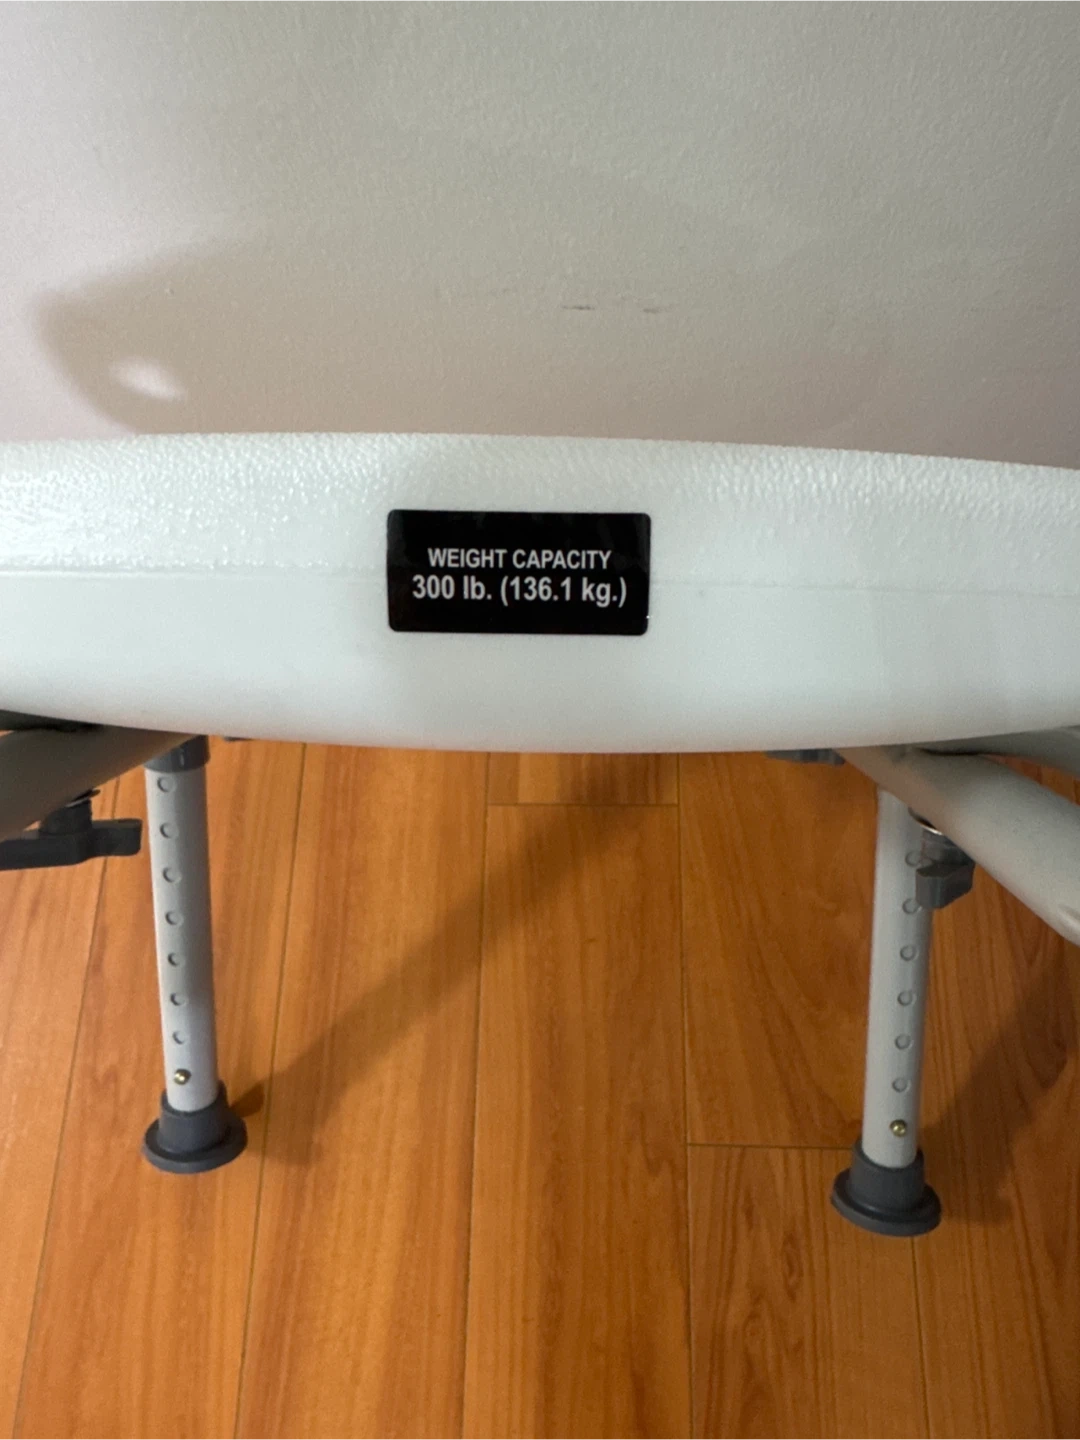 WEIGHT CAPACITY
300 lb. (136.1 kg.)